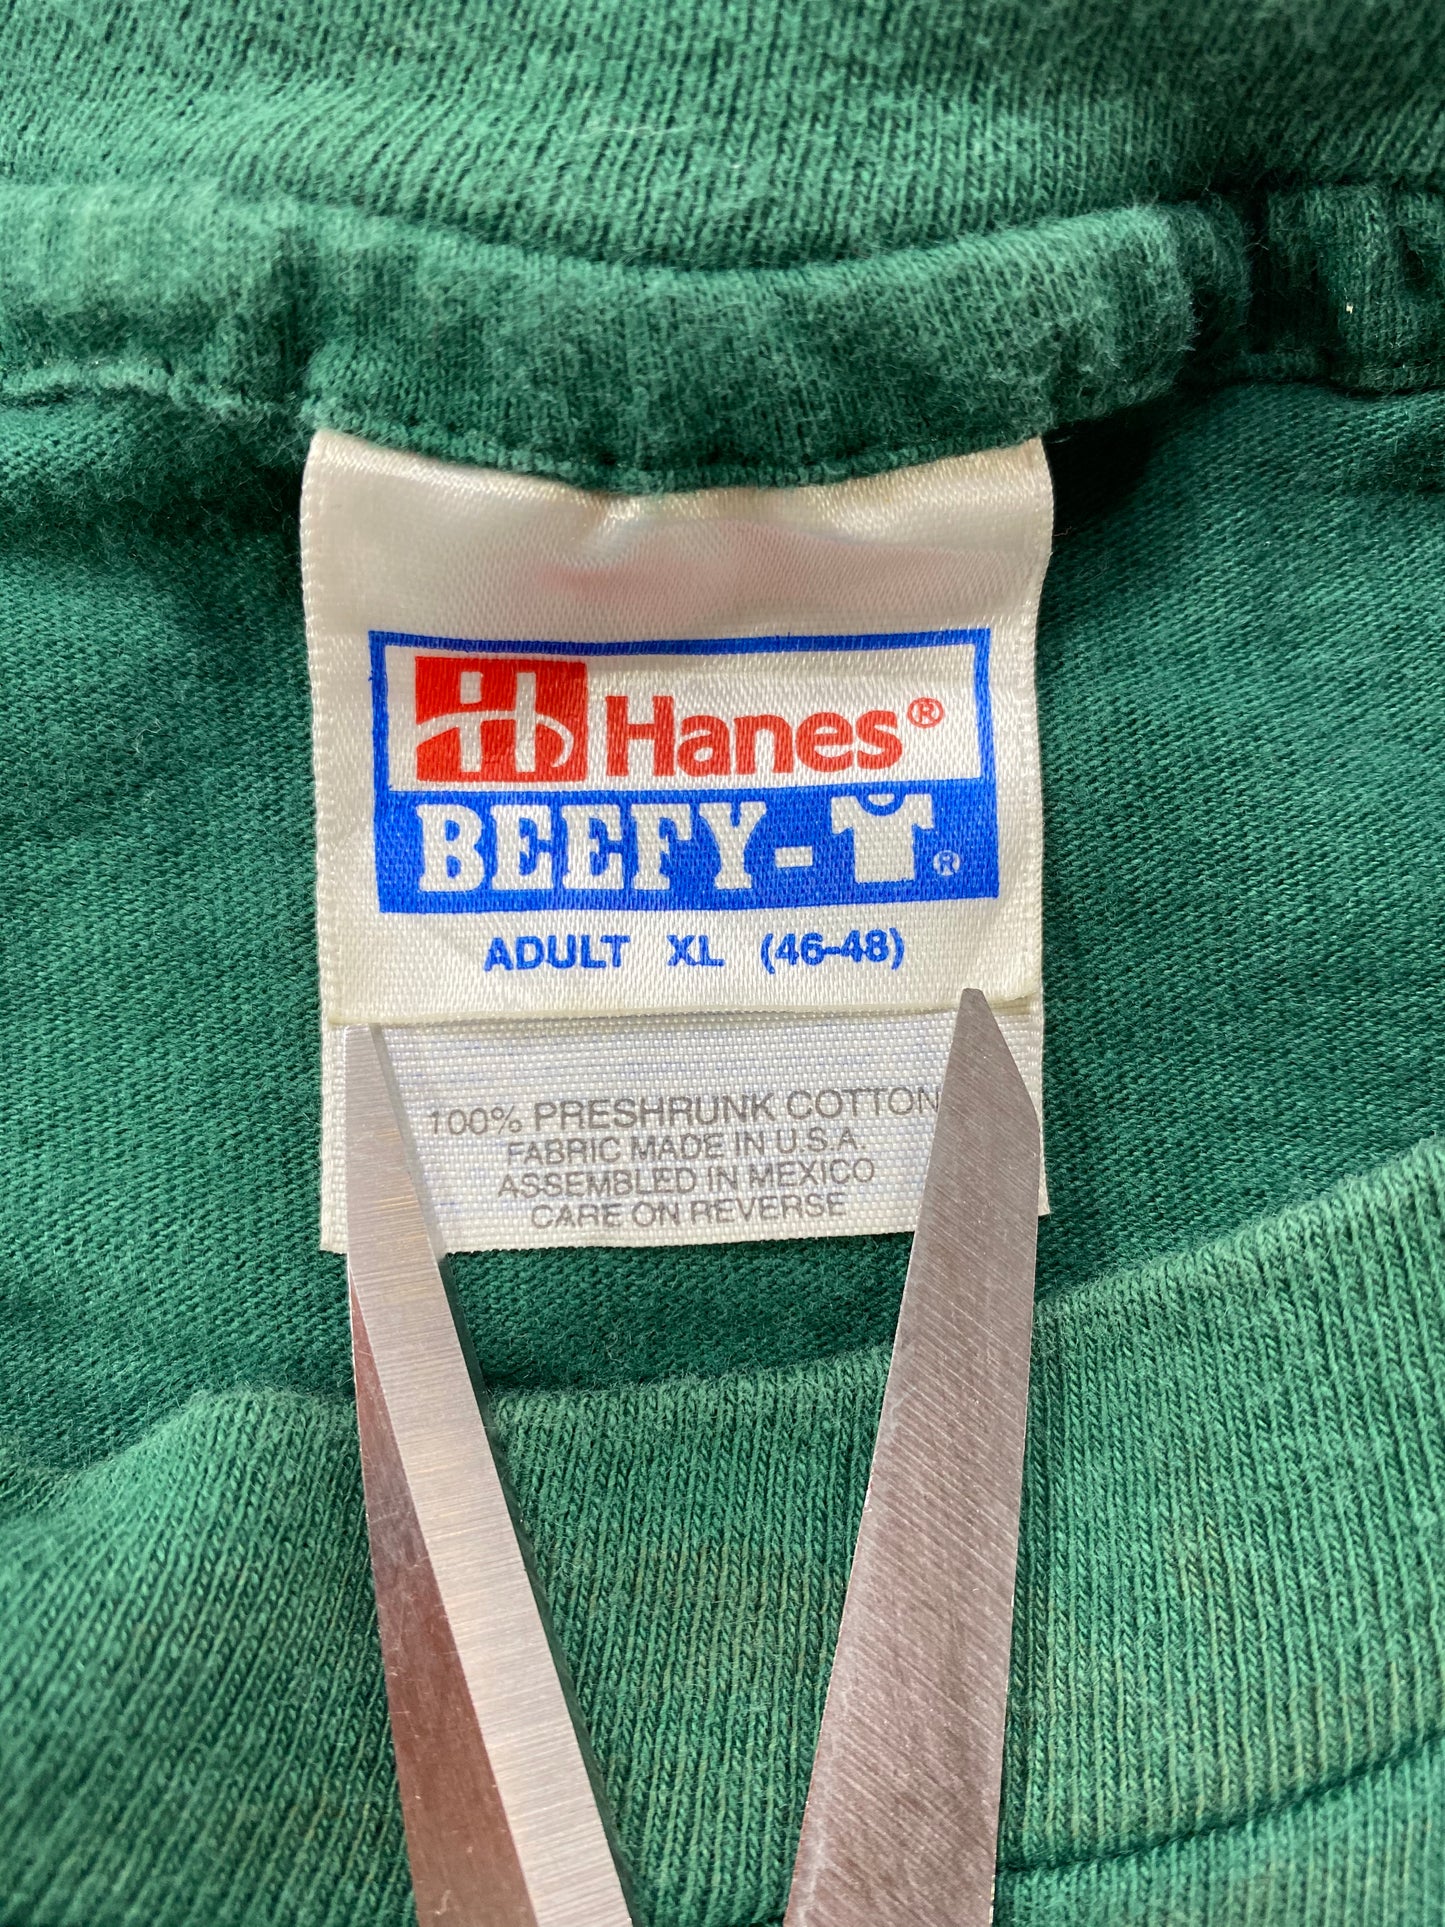 H Hanes®
BEEFY-T®
ADULT XL (46-48)
100% PRESHRUNK COTTON
FABRIC MADE IN U.S.A.
ASSEMBLED IN MEXICO
CARE ON REVERSE